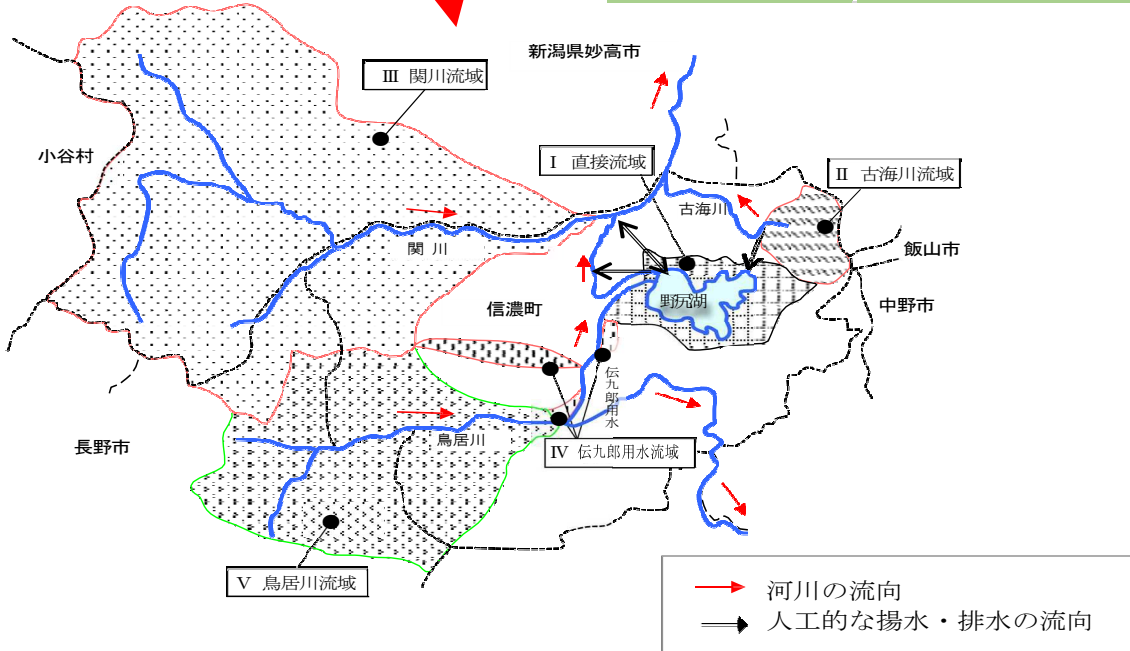 新潟県妙高市
Ⅲ 関川流域
小谷村
Ⅰ 直接流域
Ⅱ 古海川流域
古海川
飯山市
関 川
野尻湖
中野市
信濃町
伝九郎用水
鳥居川
長野市
Ⅳ 伝九郎用水流域
Ⅴ 鳥居川流域
河川の流向
人工的な揚水・排水の流向